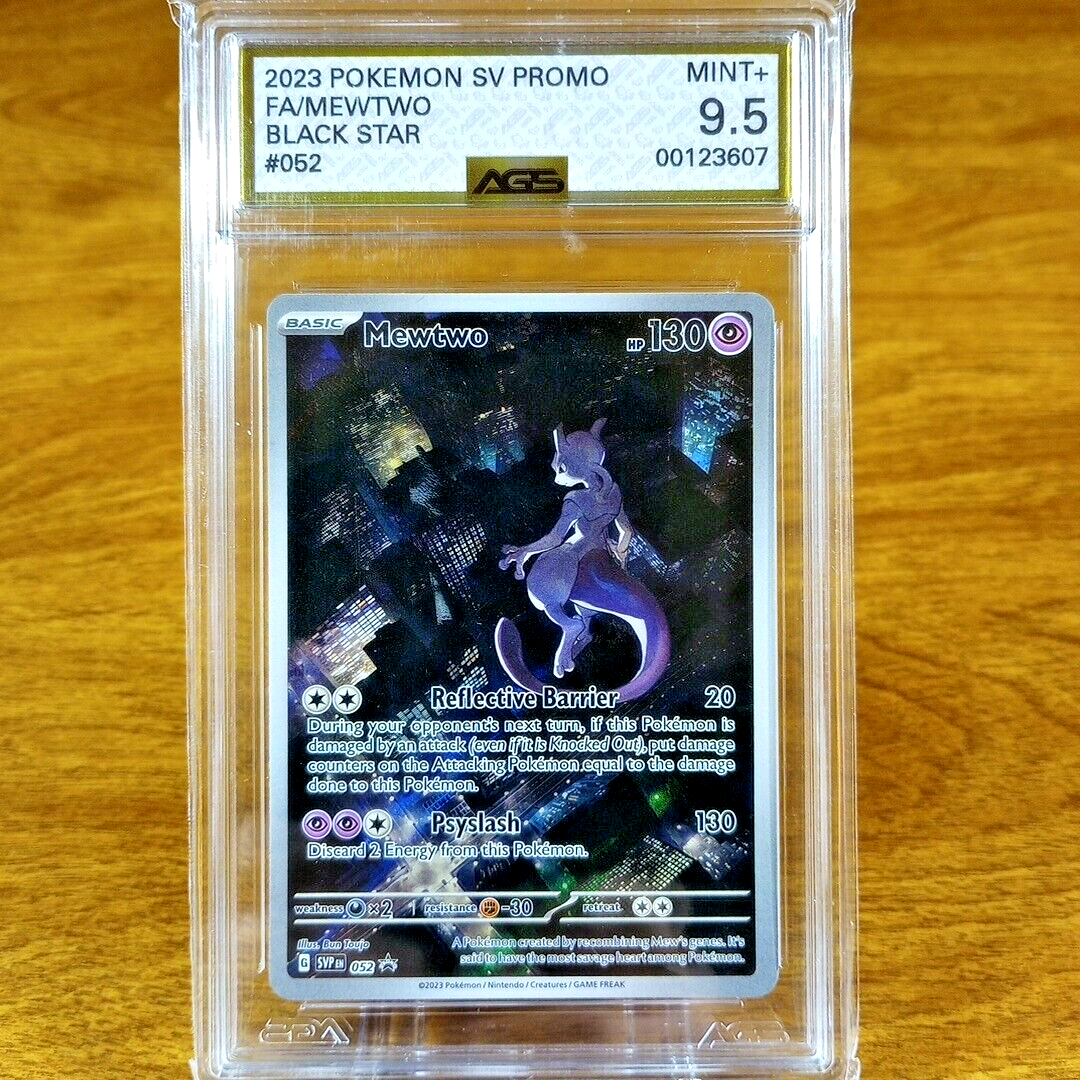 2023 POKEMON SV PROMO
MINT+
FA/MEWTWO
9.5
BLACK STAR
#052
00123607
AGS
BASIC
Mewtwo
HP 130
Reflective Barrier 20
During your opponent's next turn, if this Pokémon is
damaged by an attack (even if it is Knocked Out), put damage
counters on the Attacking Pokémon equal to the damage
done to this Pokémon.
Psyslash 130
Discard 2 Energy from this Pokémon.
weakness ×2 resistance -30 retreat
Illus. Bun Toujo
A Pokémon created by recombining Mew's genes. It's
said to have the most savage heart among Pokémon.
G SVP EN 052
©2023 Pokémon / Nintendo / Creatures / GAME FREAK
AGS